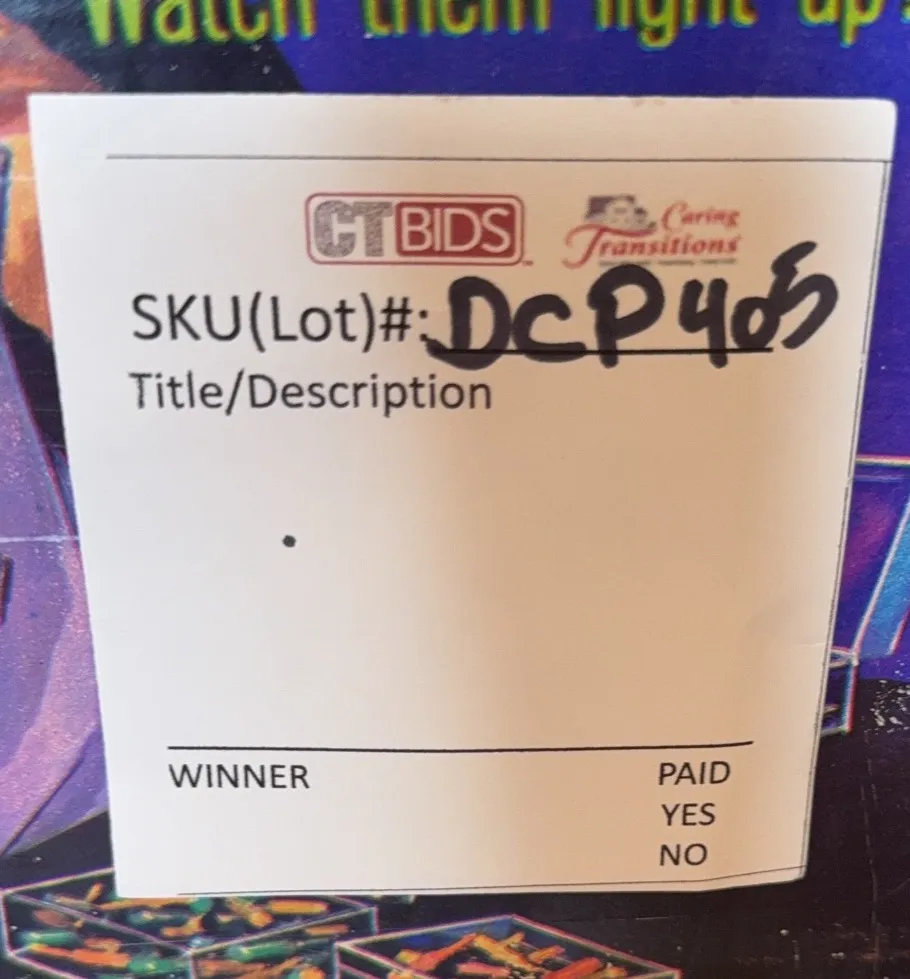 Watch them light up!
CTBIDS
Caring
Transitions
SKU(Lot)#: DCP405
Title/Description
WINNER PAID
YES
NO